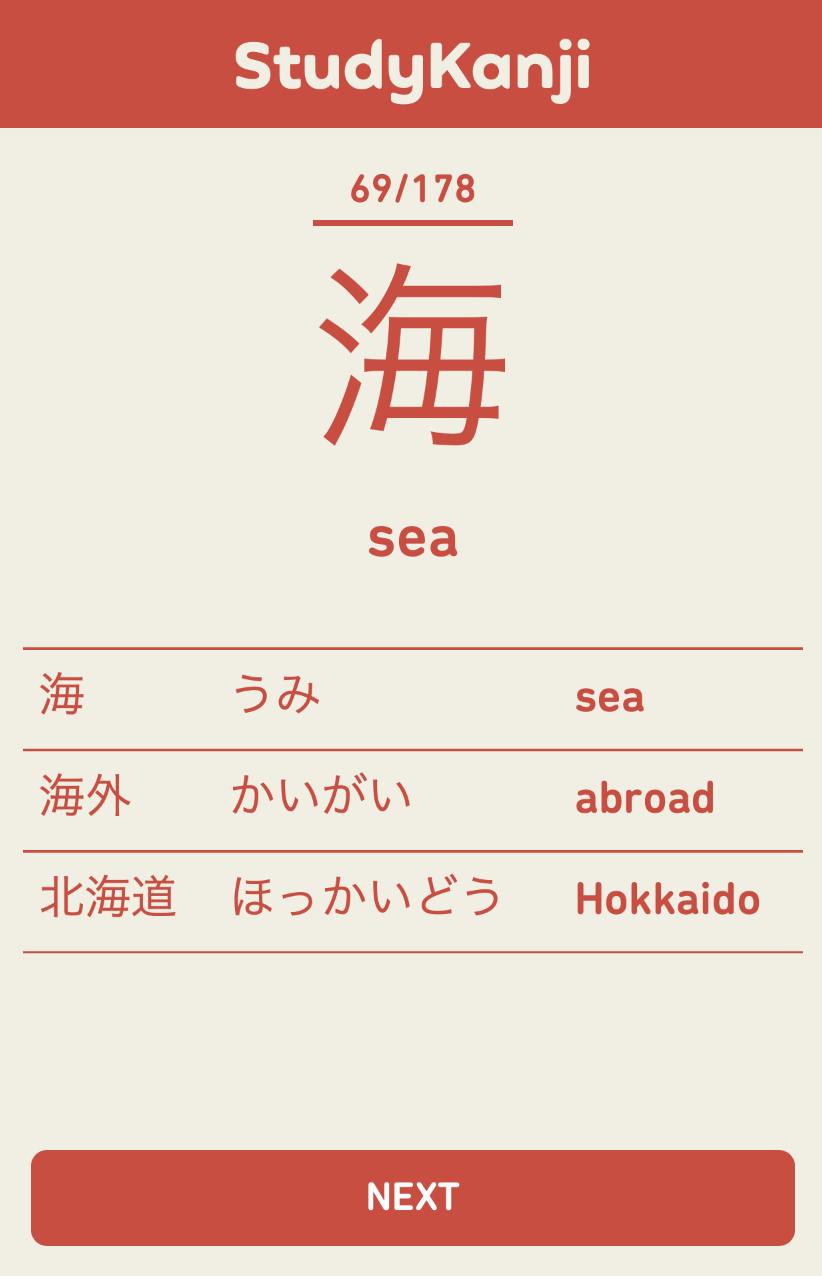 StudyKanji
69/178
海
sea
海 うみ sea
海外 かいがい abroad
北海道 ほっかいどう Hokkaido
NEXT